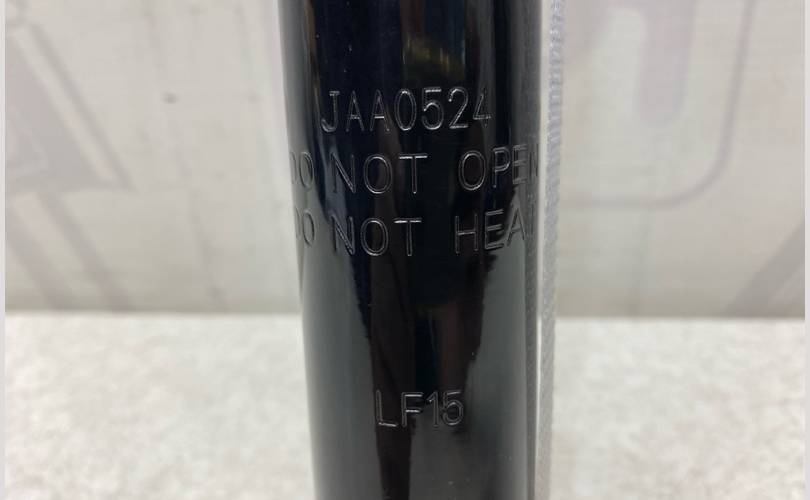 JAA0524
DO NOT OPEN
DO NOT HEAT
LF15